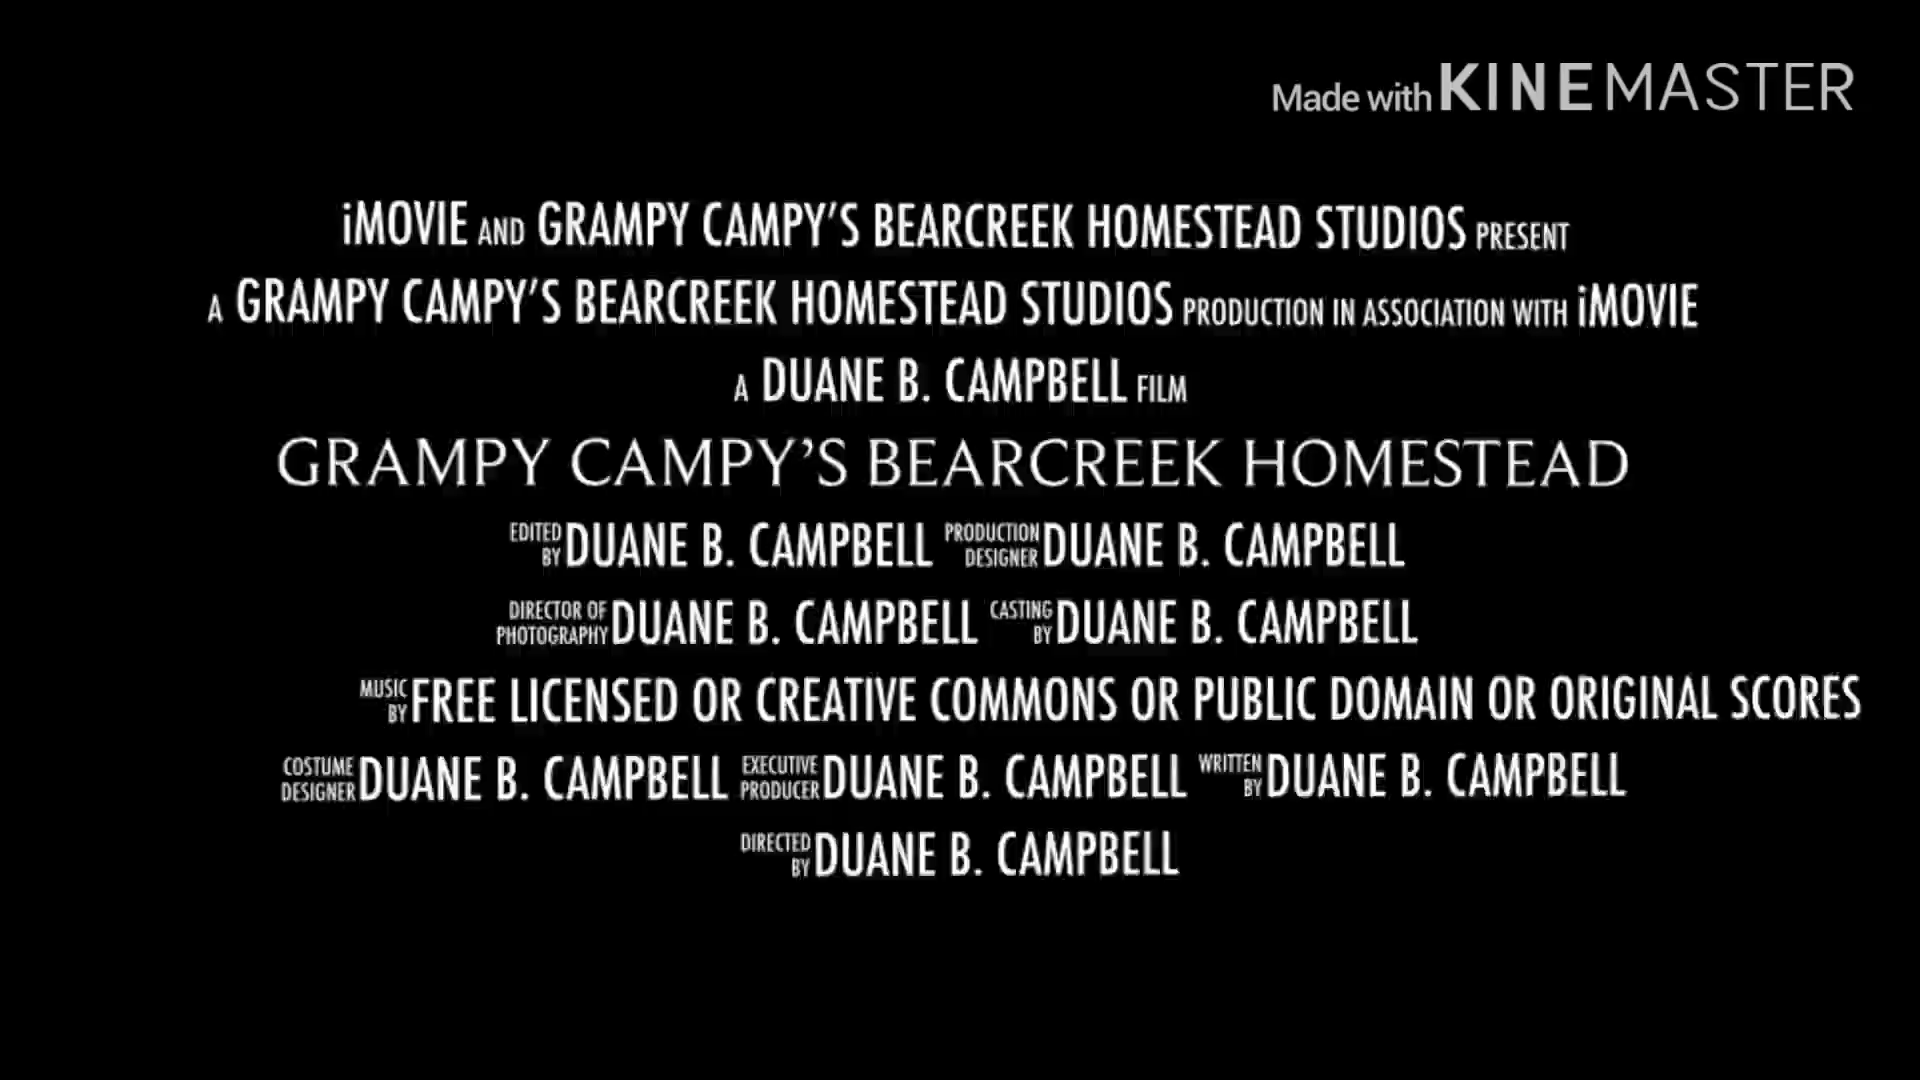 Made with KINEMASTER
iMOVIE AND GRAMPY CAMPY'S BEARCREEK HOMESTEAD STUDIOS PRESENT
A GRAMPY CAMPY'S BEARCREEK HOMESTEAD STUDIOS PRODUCTION IN ASSOCIATION WITH iMOVIE
A DUANE B. CAMPBELL FILM
GRAMPY CAMPY'S BEARCREEK HOMESTEAD
EDITED BY DUANE B. CAMPBELL PRODUCTION DESIGNER DUANE B. CAMPBELL
DIRECTOR OF PHOTOGRAPHY DUANE B. CAMPBELL CASTING BY DUANE B. CAMPBELL
MUSIC BY FREE LICENSED OR CREATIVE COMMONS OR PUBLIC DOMAIN OR ORIGINAL SCORES
COSTUME DESIGNER DUANE B. CAMPBELL EXECUTIVE PRODUCER DUANE B. CAMPBELL WRITTEN BY DUANE B. CAMPBELL
DIRECTED BY DUANE B. CAMPBELL